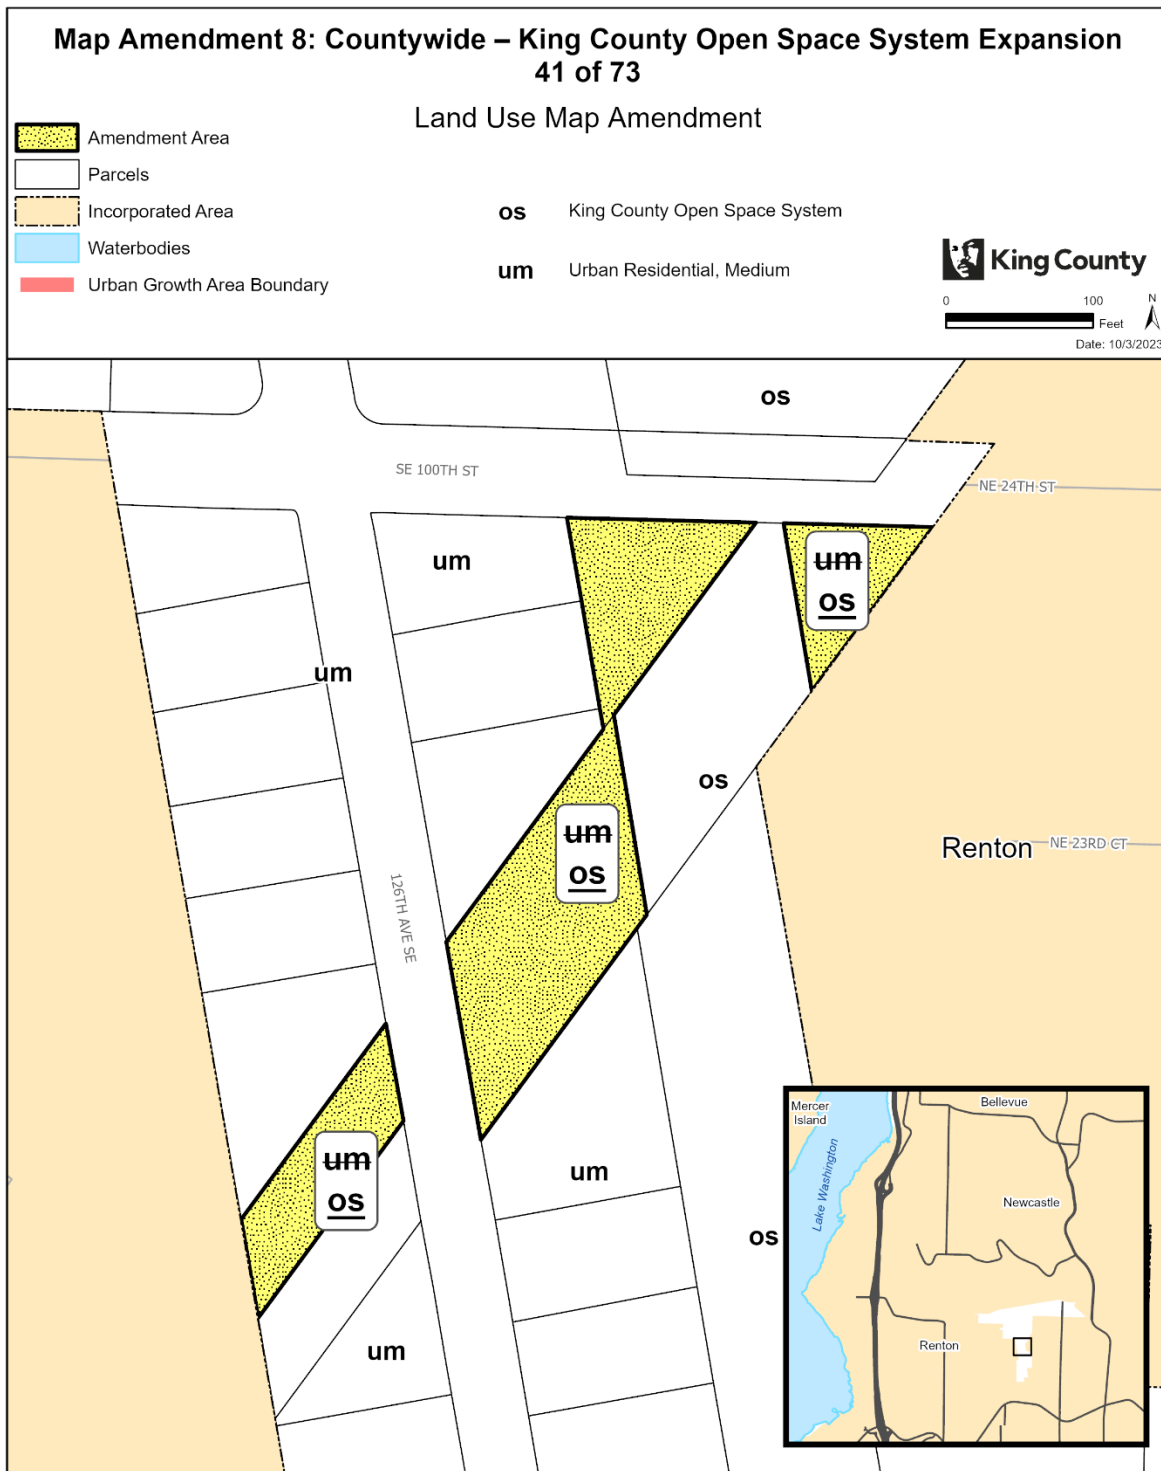 Map Amendment 8: Countywide – King County Open Space System Expansion
41 of 73
Land Use Map Amendment
Amendment Area
Parcels
Incorporated Area
Waterbodies
Urban Growth Area Boundary
os King County Open Space System
um Urban Residential, Medium
King County
0 100
Feet
N
Date: 10/3/2023
os
SE 100TH ST
NE 24TH ST
um
um
os
um
os
um
os
Renton
NE 23RD CT
126TH AVE SE
um
os
um
os
um
Mercer
Island
Bellevue
Lake Washington
Newcastle
Renton